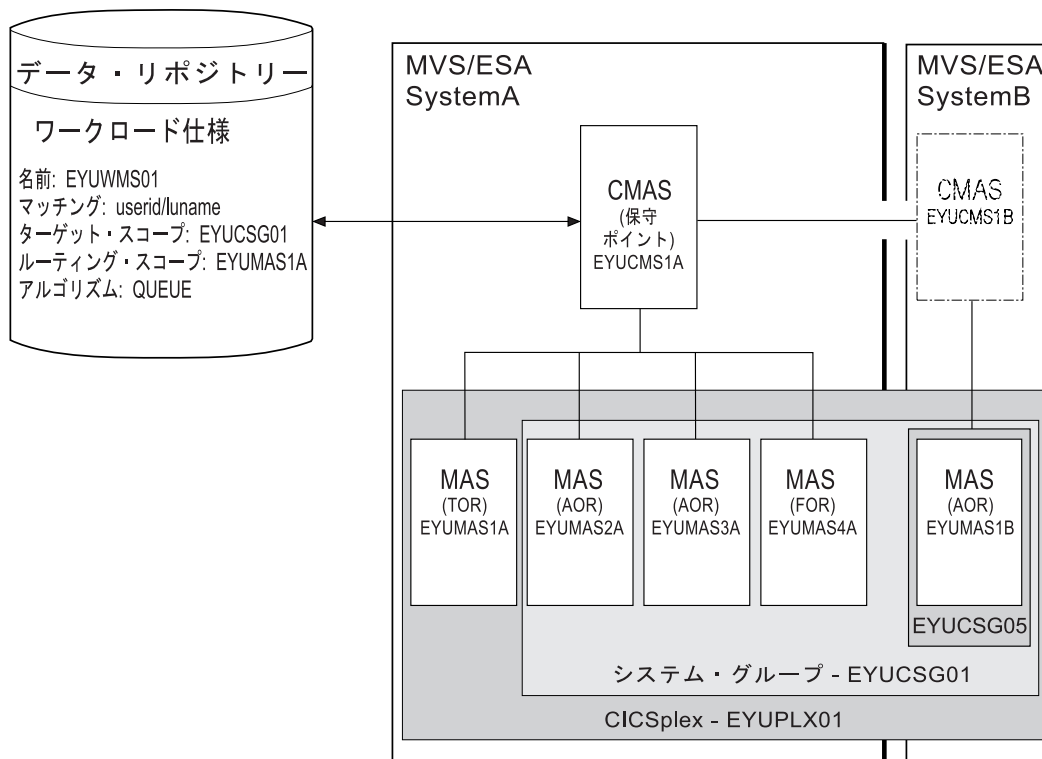 データ・リポジトリー
ワークロード仕様
名前: EYUWMS01
マッチング: userid/luname
ターゲット・スコープ: EYUCSG01
ルーティング・スコープ: EYUMAS1A
アルゴリズム: QUEUE
MVS/ESA
SystemA
CMAS
(保守
ポイント)
EYUCMS1A
MVS/ESA
SystemB
CMAS
EYUCMS1B
MAS
(TOR)
EYUMAS1A
MAS
(AOR)
EYUMAS2A
MAS
(AOR)
EYUMAS3A
MAS
(FOR)
EYUMAS4A
MAS
(AOR)
EYUMAS1B
EYUCSG05
システム・グループ - EYUCSG01
CICSplex - EYUPLX01